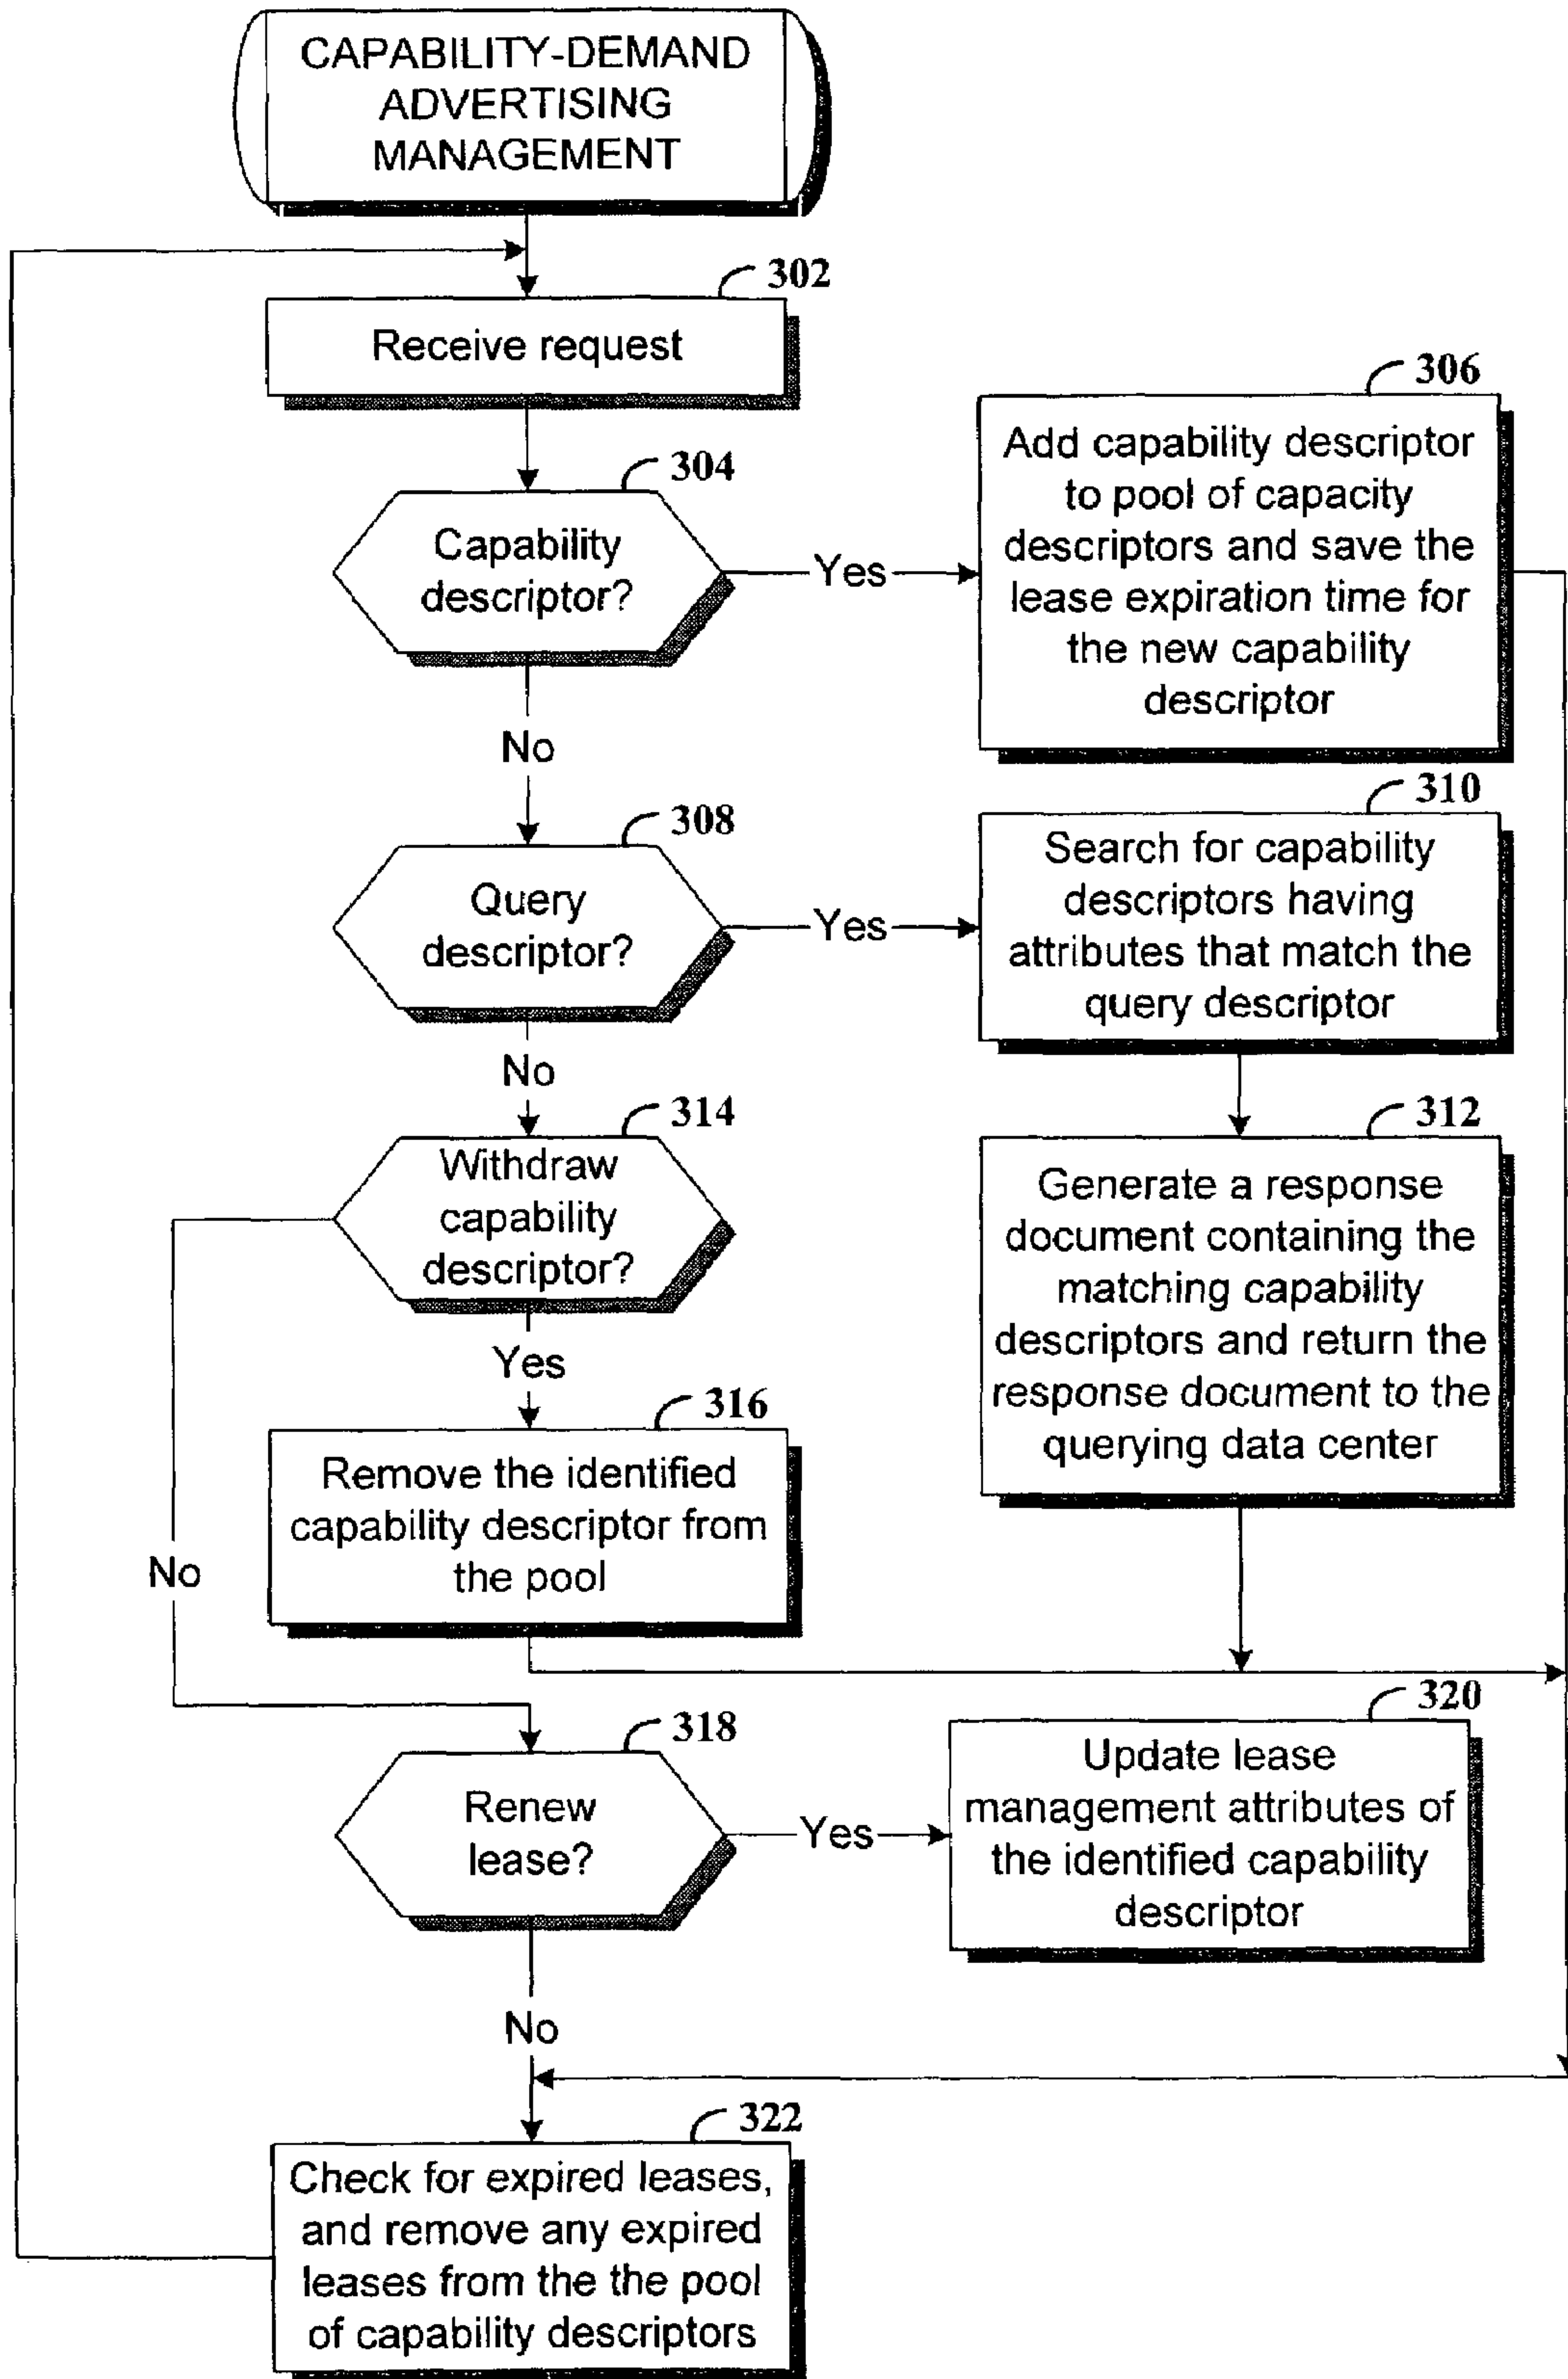 CAPABILITY-DEMAND
ADVERTISING
MANAGEMENT
302
Receive request
304
Capability
descriptor?
Yes
306
Add capability descriptor
to pool of capacity
descriptors and save the
lease expiration time for
the new capability
descriptor
No
308
Query
descriptor?
Yes
310
Search for capability
descriptors having
attributes that match the
query descriptor
No
314
Withdraw
capability
descriptor?
312
Generate a response
document containing the
matching capability
descriptors and return the
response document to the
querying data center
Yes
316
Remove the identified
capability descriptor from
the pool
No
318
Renew
lease?
Yes
320
Update lease
management attributes of
the identified capability
descriptor
No
322
Check for expired leases,
and remove any expired
leases from the the pool
of capability descriptors